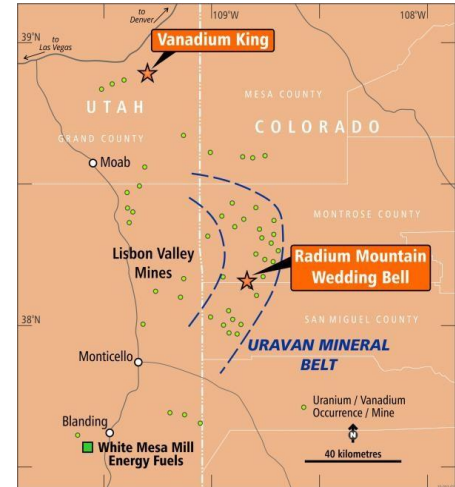 109°W
108°W
to
Denver
39°N
to
Las Vegas
Vanadium King
MESA COUNTY
UTAH
COLORADO
GRAND COUNTY
Moab
MONTROSE COUNTY
Lisbon Valley
Mines
Radium Mountain
Wedding Bell
38°N
SAN MIGUEL COUNTY
URAVAN MINERAL
BELT
Monticello
Uranium / Vanadium
Occurrence / Mine
Blanding
N
White Mesa Mill
Energy Fuels
40 kilometres